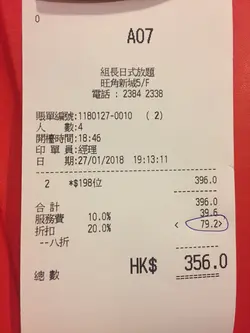 0
A07
組長日式放題
旺角新城5/F
電話 : 2384 2338
賬單編號:1180127-0010 ( 2)
人 數:4
開檯時間:18:46
印 單 員:經理
日 期:27/01/2018 19:13:11
2 *$198位 396.0
合 計 396.0
服務費 10.0% 39.6
折扣 20.0% < 79.2>
--八折
總 數 HK$ 356.0